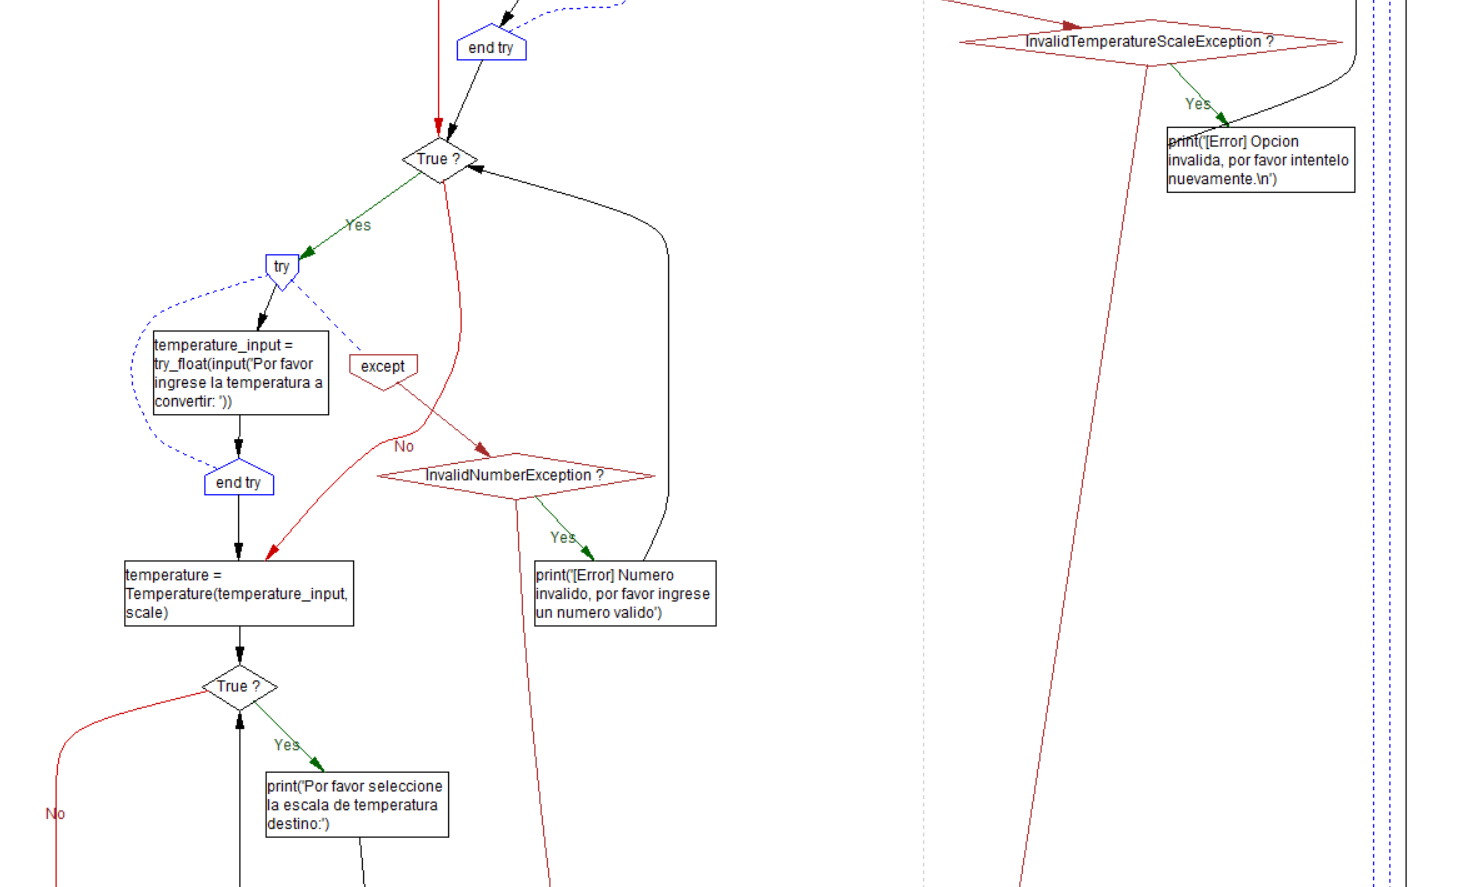 end try
InvalidTemperatureScaleException ?
Yes
print('[Error] Opcion
invalida, por favor intentelo
nuevamente.\n')
True ?
Yes
try
temperature_input =
try_float(input('Por favor
ingrese la temperatura a
convertir: '))
except
No
InvalidNumberException ?
end try
Yes
temperature =
Temperature(temperature_input,
scale)
print('[Error] Numero
invalido, por favor ingrese
un numero valido')
True ?
Yes
No
print('Por favor seleccione
la escala de temperatura
destino:')